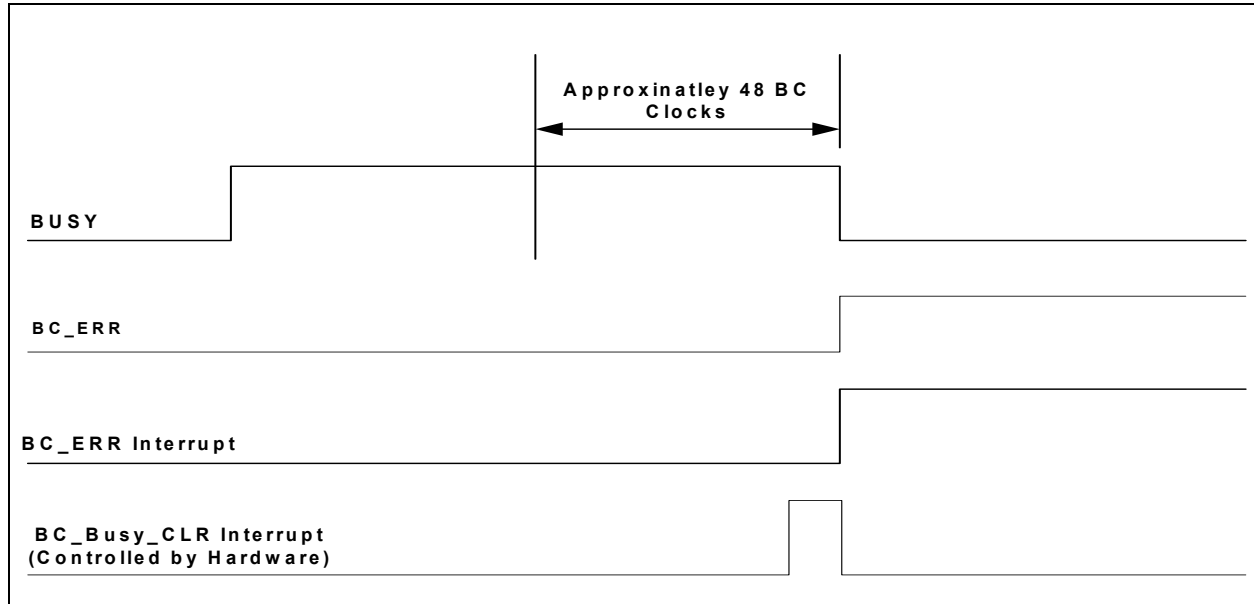 Approxinatley 48 BC
Clocks
BUSY
BC_ERR
BC_ERR Interrupt
BC_Busy_CLR Interrupt
(Controlled by Hardware)